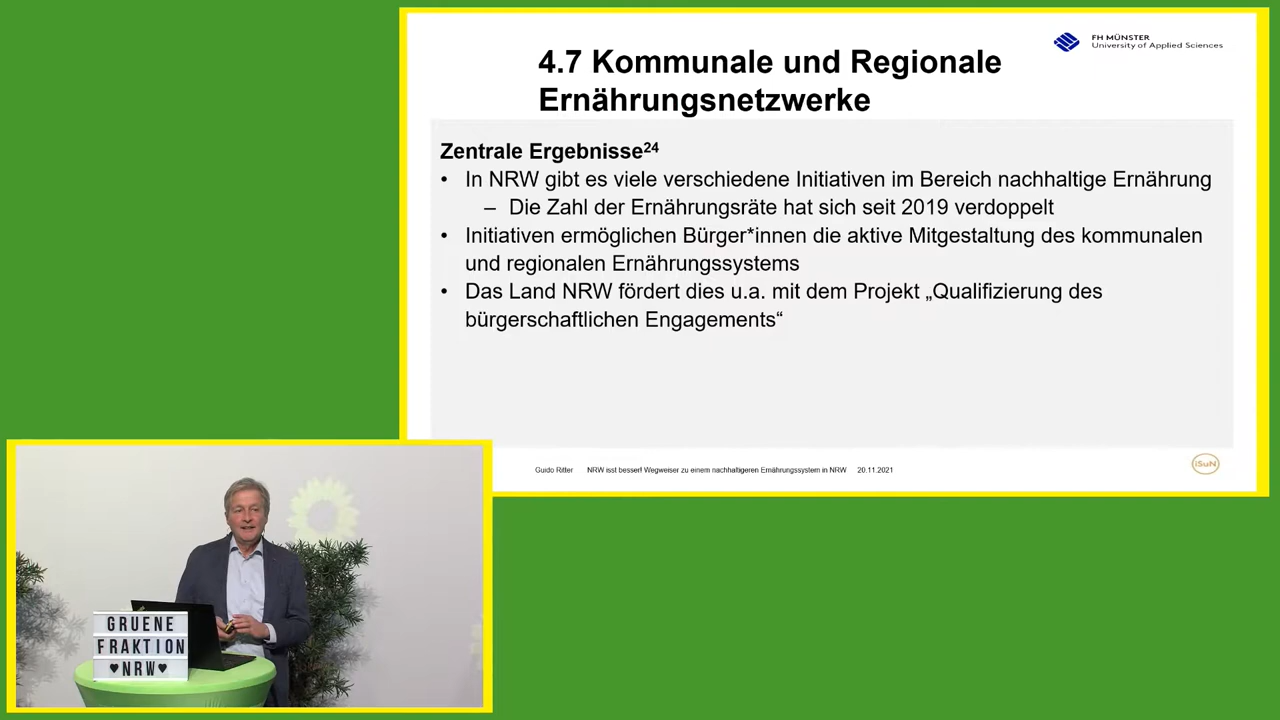 FH MÜNSTER
University of Applied Sciences
4.7 Kommunale und Regionale
Ernährungsnetzwerke
Zentrale Ergebnisse²⁴
• In NRW gibt es viele verschiedene Initiativen im Bereich nachhaltige Ernährung
– Die Zahl der Ernährungsräte hat sich seit 2019 verdoppelt
• Initiativen ermöglichen Bürger*innen die aktive Mitgestaltung des kommunalen
und regionalen Ernährungssystems
• Das Land NRW fördert dies u.a. mit dem Projekt „Qualifizierung des
bürgerschaftlichen Engagements“
Guido Ritter NRW isst besser! Wegweiser zu einem nachhaltigeren Ernährungssystem in NRW 20.11.2021
iSuN
GRUENE
FRAKTION
♥NRW♥